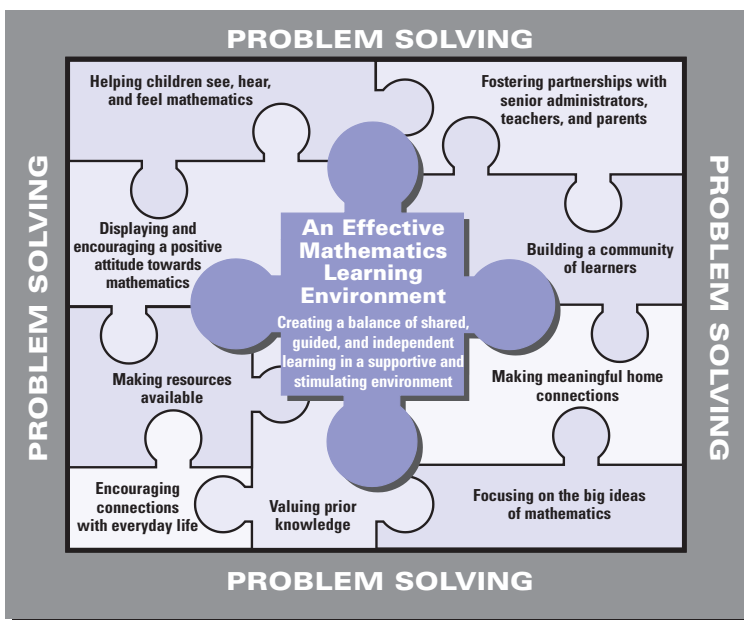 PROBLEM SOLVING
Helping children see, hear,
and feel mathematics
Fostering partnerships with
senior administrators,
teachers, and parents
PROBLEM SOLVING
PROBLEM SOLVING
Displaying and
encouraging a positive
attitude towards
mathematics
An Effective
Mathematics
Learning
Environment
Creating a balance of shared,
guided, and independent
learning in a supportive and
stimulating environment
Building a community
of learners
Making resources
available
Making meaningful home
connections
Encouraging
connections
with everyday life
Valuing prior
knowledge
Focusing on the big ideas
of mathematics
PROBLEM SOLVING